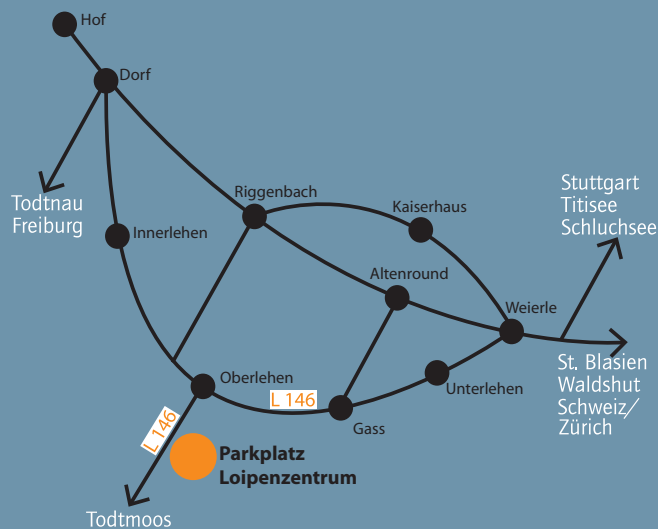 Hof
Dorf
Todtnau
Freiburg
Riggenbach
Kaiserhaus
Stuttgart
Titisee
Schluchsee
Innerlehen
Altenround
Weierle
Oberlehen
L 146
Unterlehen
St. Blasien
Waldshut
Schweiz/
Zürich
Gass
L 146
Parkplatz
Loipenzentrum
Todtmoos